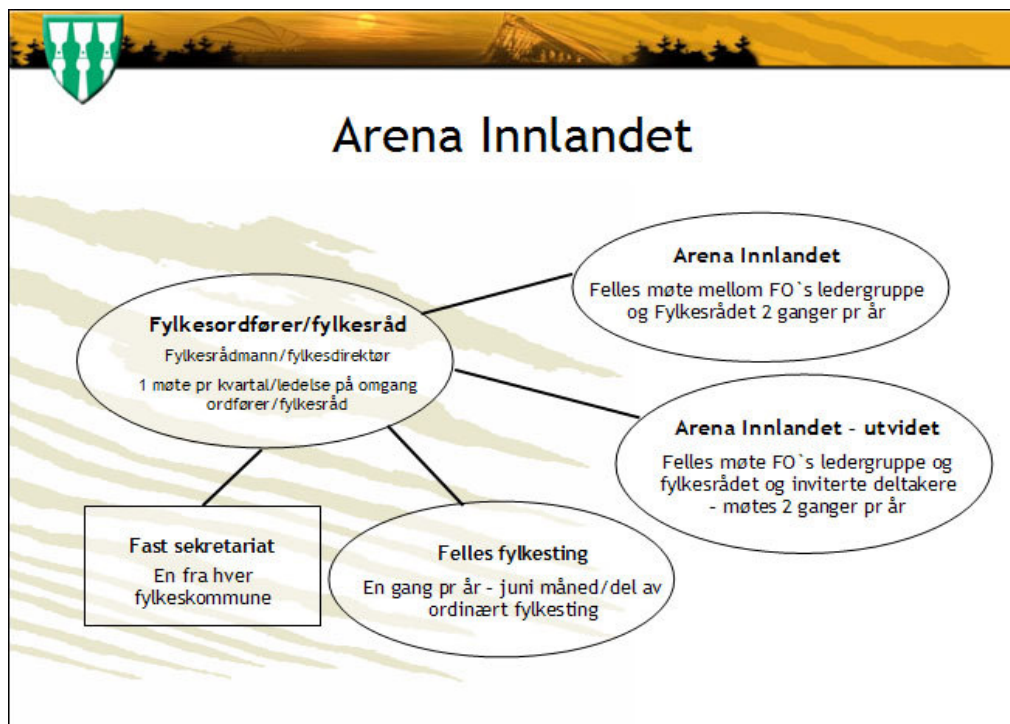 Arena Innlandet
Fylkesordfører/fylkesråd
Fylkesrådmann/fylkesdirektør
1 møte pr kvartal/ledelse på omgang
ordfører/fylkesråd
Arena Innlandet
Felles møte mellom FO`s ledergruppe
og Fylkesrådet 2 ganger pr år
Arena Innlandet - utvidet
Felles møte FO`s ledergruppe og
fylkesrådet og inviterte deltakere
- møtes 2 ganger pr år
Fast sekretariat
En fra hver
fylkeskommune
Felles fylkesting
En gang pr år - juni måned/del av
ordinært fylkesting